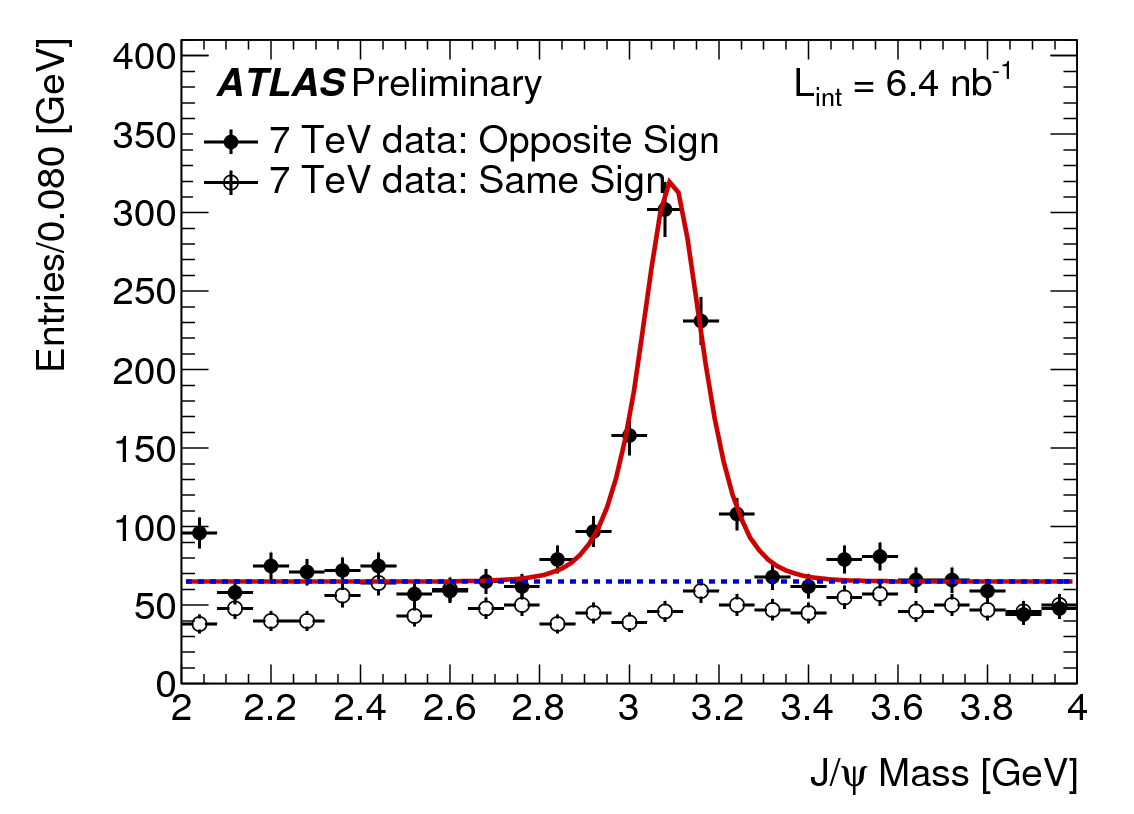 Entries/0.080 [GeV]
400
350
300
250
200
150
100
50
0
ATLAS Preliminary
L_int = 6.4 nb^-1
7 TeV data: Opposite Sign
7 TeV data: Same Sign
2 2.2 2.4 2.6 2.8 3 3.2 3.4 3.6 3.8 4
J/ψ Mass [GeV]